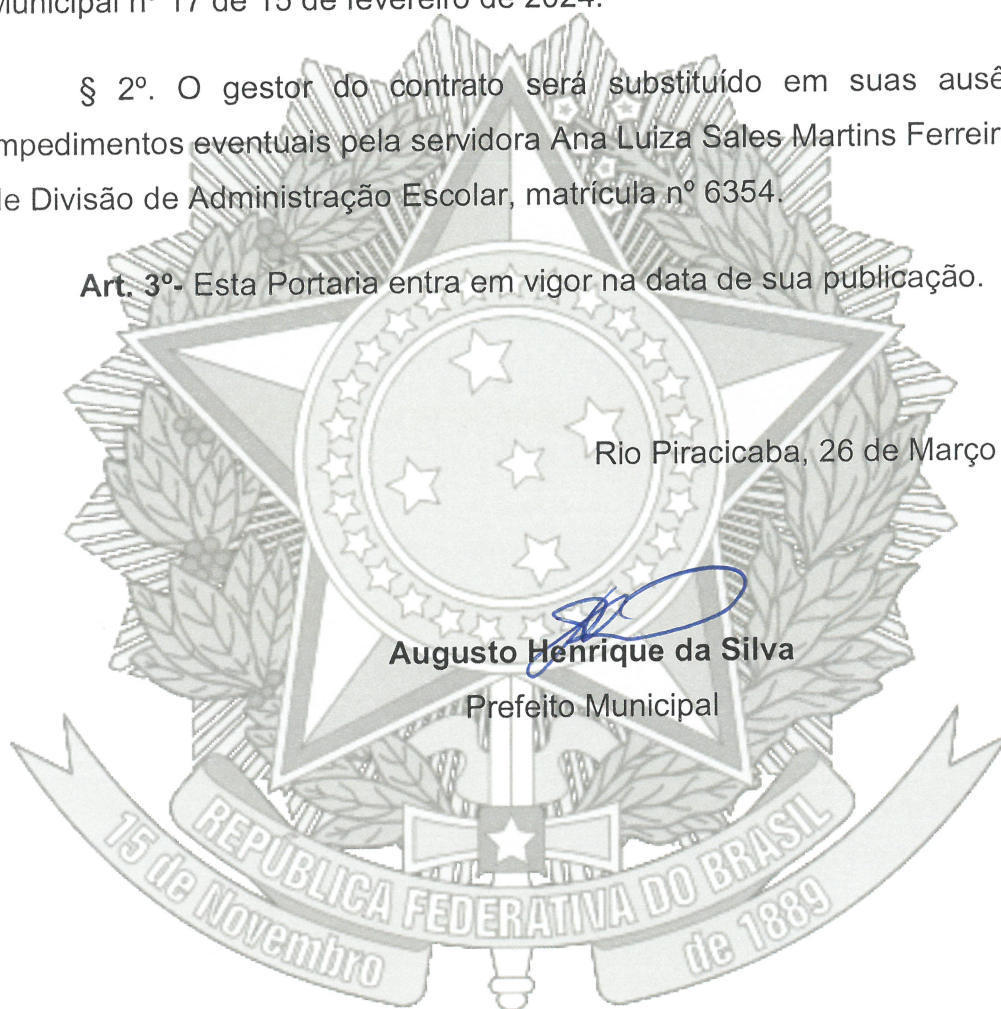 Municipal nº 17 de 15 de fevereiro de 2024.
§ 2º. O gestor do contrato será substituído em suas ausê
mpedimentos eventuais pela servidora Ana Luiza Sales Martins Ferreir
de Divisão de Administração Escolar, matrícula nº 6354.
Art. 3º- Esta Portaria entra em vigor na data de sua publicação.
Rio Piracicaba, 26 de Março
Augusto Henrique da Silva
Prefeito Municipal
REPÚBLICA FEDERATIVA DO BRASIL
15 de Novembro
de 1889